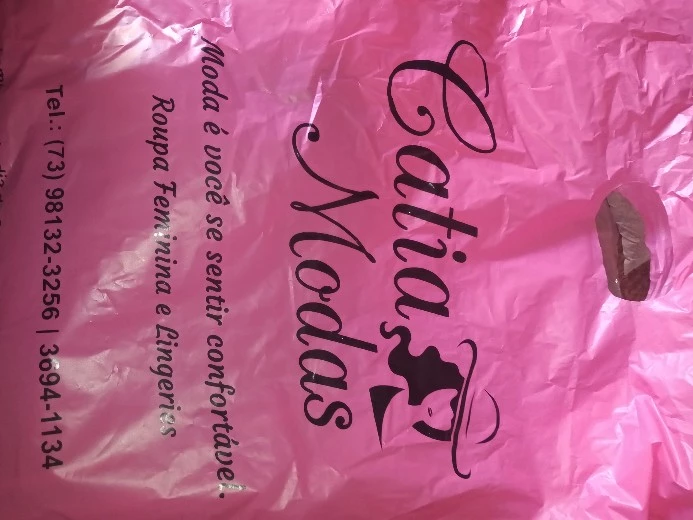 Catia
Modas
Moda é você se sentir confortável.
Roupa Feminina e Lingeries
Tel.: (73) 98132-3256 | 3694-1134